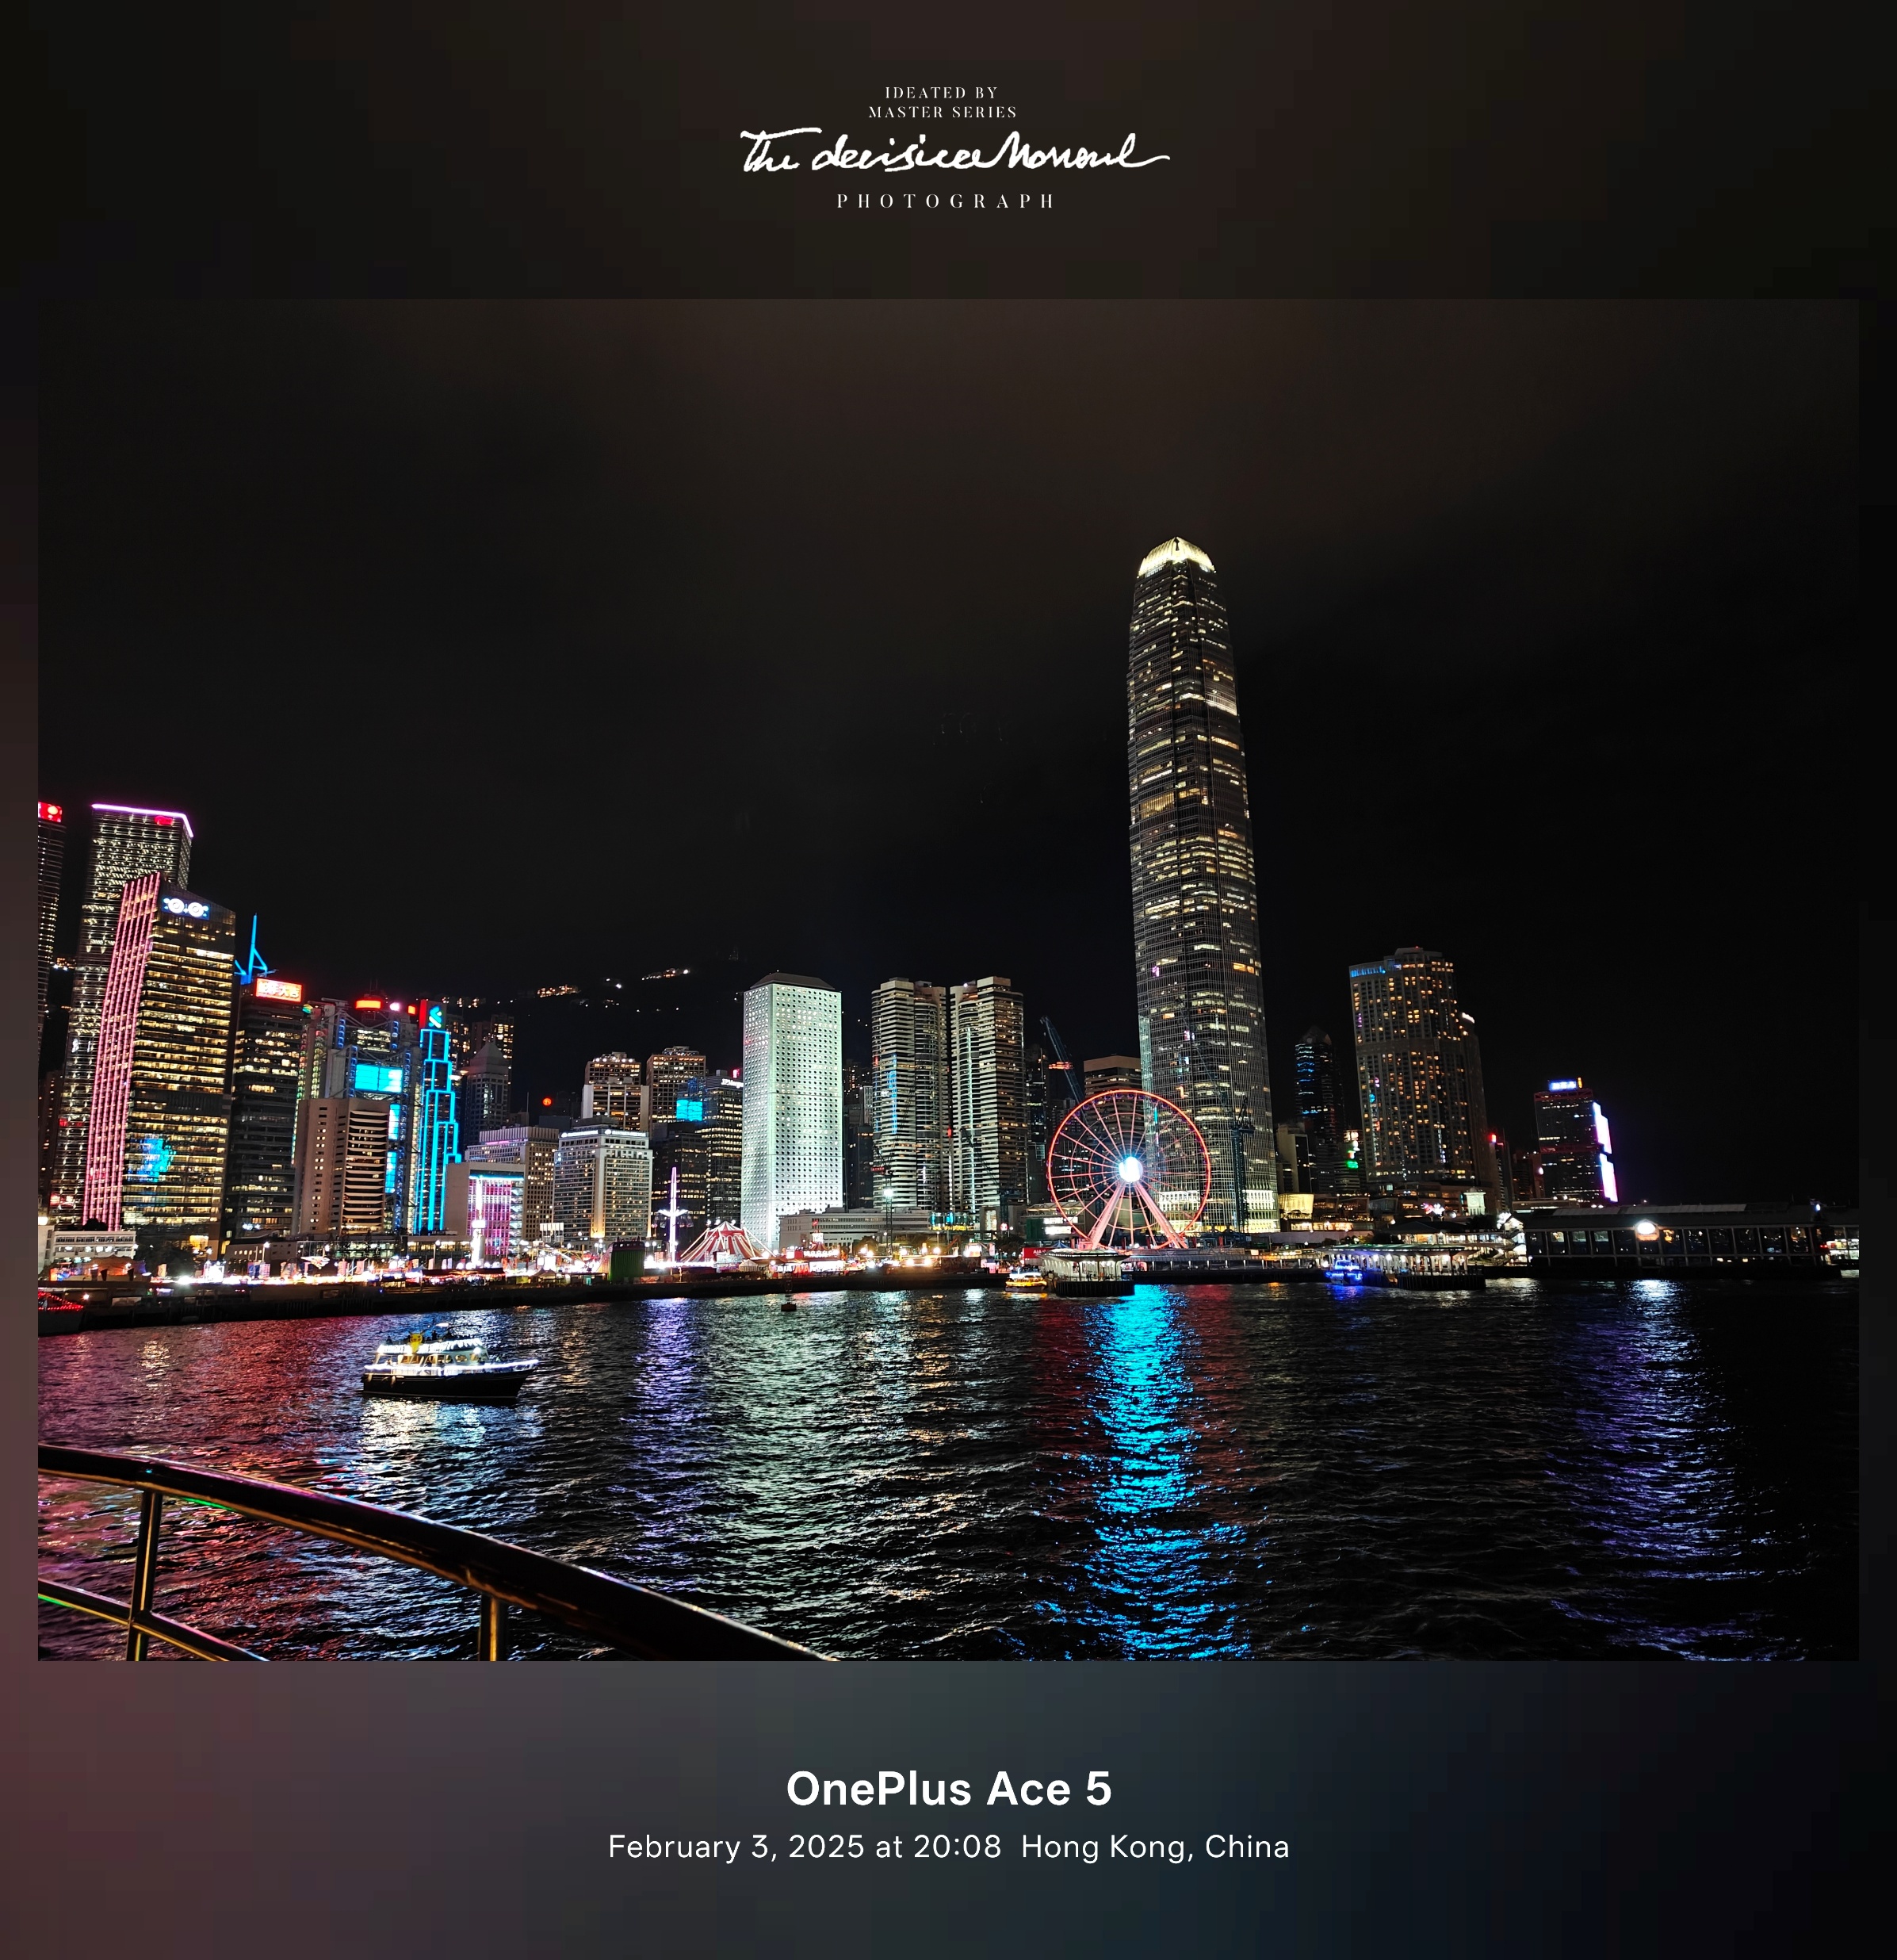 IDEATED BY
MASTER SERIES
The decisive Moment
PHOTOGRAPH
OnePlus Ace 5
February 3, 2025 at 20:08 Hong Kong, China